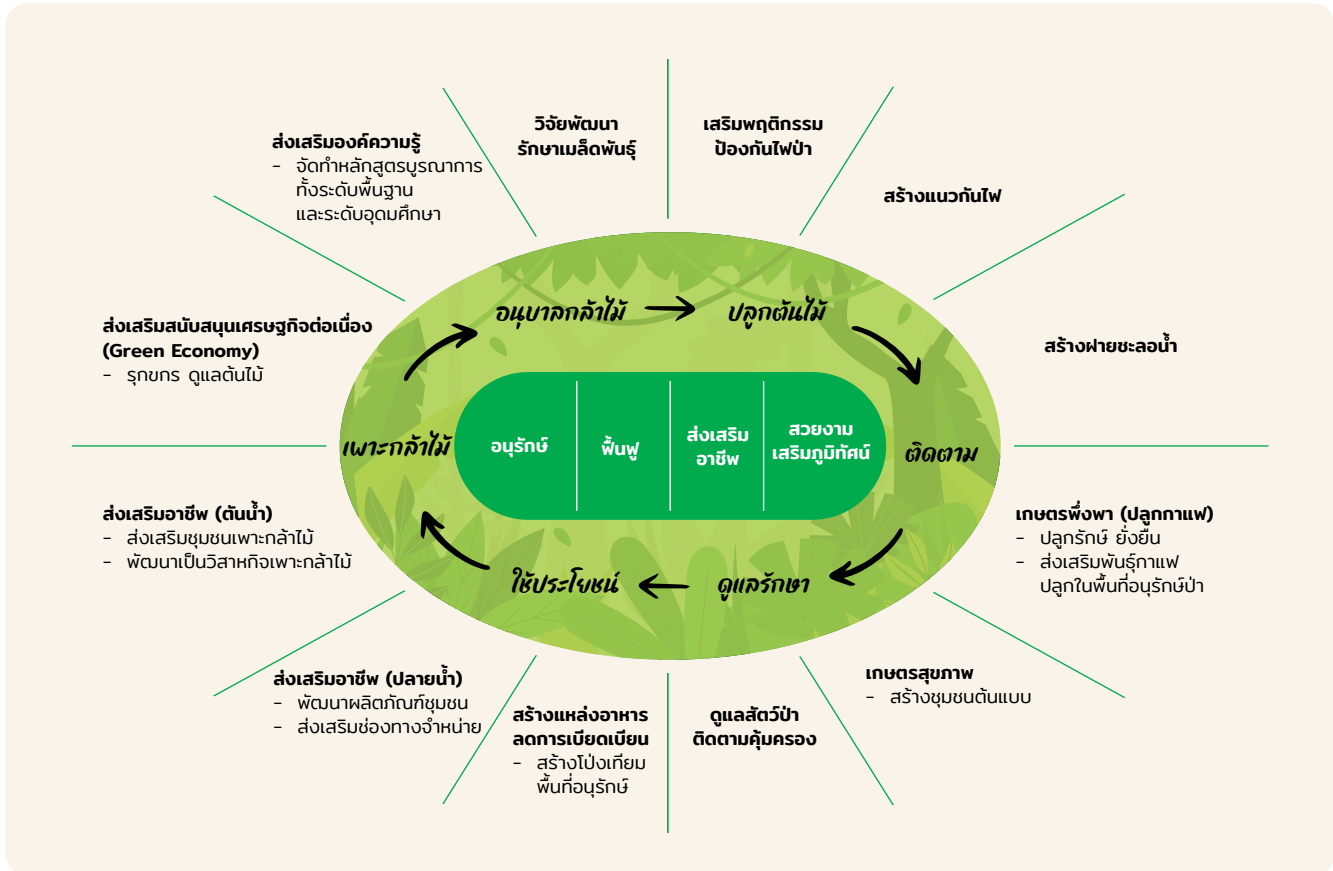 วิจัยพัฒนา
รักษาเมล็ดพันธุ์
เสริมพฤติกรรม
ป้องกันไฟป่า
สร้างแนวกันไฟ
สร้างฝายชะลอน้ำ
เกษตรพึ่งพา (ปลูกกาแฟ)
- ปลูกรักษ์ ยั่งยืน
- ส่งเสริมพันธุ์กาแฟ
ปลูกในพื้นที่อนุรักษ์ป่า
เกษตรสุขภาพ
- สร้างชุมชนต้นแบบ
ดูแลสัตว์ป่า
ติดตามคุ้มครอง
สร้างแหล่งอาหาร
ลดการเบียดเบียน
- สร้างโป่งเทียม
พื้นที่อนุรักษ์
ส่งเสริมอาชีพ (ปลายน้ำ)
- พัฒนาผลิตภัณฑ์ชุมชน
- ส่งเสริมช่องทางจำหน่าย
ส่งเสริมอาชีพ (ต้นน้ำ)
- ส่งเสริมชุมชนเพาะกล้าไม้
- พัฒนาเป็นวิสาหกิจเพาะกล้าไม้
ส่งเสริมสนับสนุนเศรษฐกิจต่อเนื่อง
(Green Economy)
- รุกขกร ดูแลต้นไม้
ส่งเสริมองค์ความรู้
- จัดทำหลักสูตรบูรณาการ
ทั้งระดับพื้นฐาน
และระดับอุดมศึกษา
เพาะกล้าไม้
อนุบาลกล้าไม้
ปลูกต้นไม้
ติดตาม
ดูแลรักษา
ใช้ประโยชน์
อนุรักษ์
ฟื้นฟู
ส่งเสริม
อาชีพ
สวยงาม
เสริมภูมิทัศน์